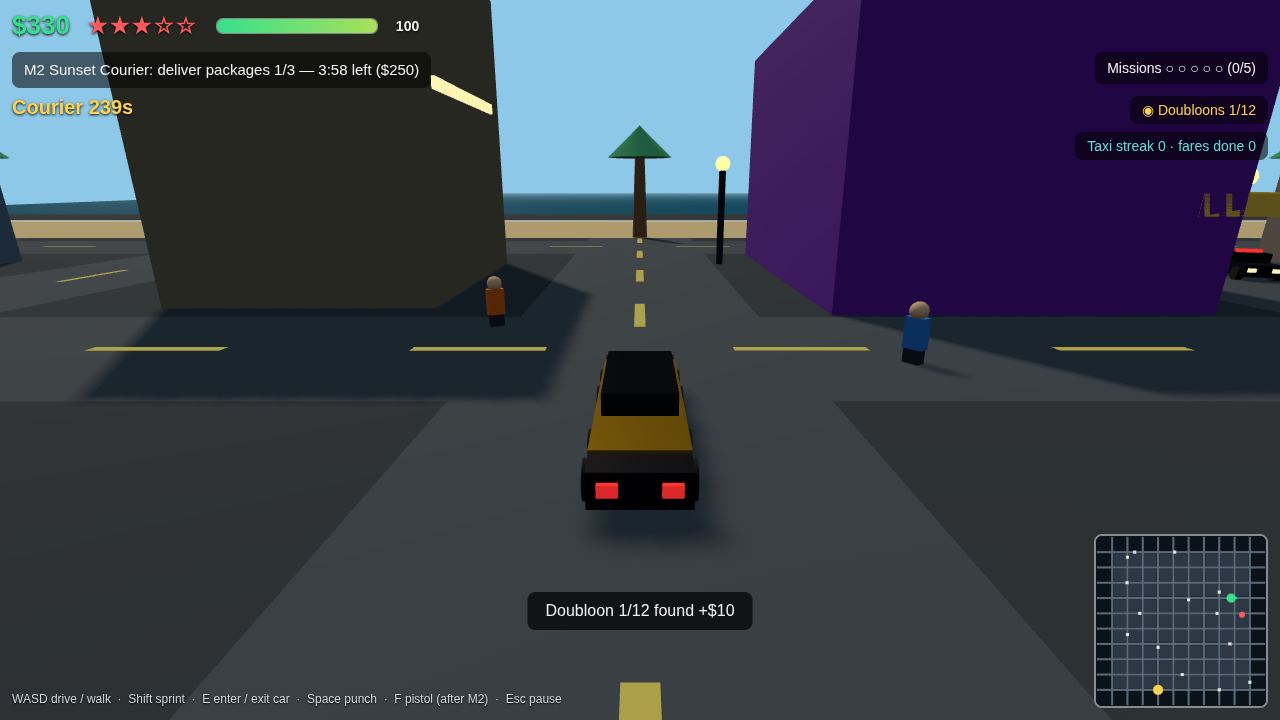 $330 ★★★☆☆ 100
M2 Sunset Courier: deliver packages 1/3 — 3:58 left ($250)
Courier 239s
Missions ○ ○ ○ ○ ○ (0/5)
◉ Doubloons 1/12
Taxi streak 0 · fares done 0
Doubloon 1/12 found +$10
WASD drive / walk · Shift sprint · E enter / exit car · Space punch · F pistol (after M2) · Esc pause